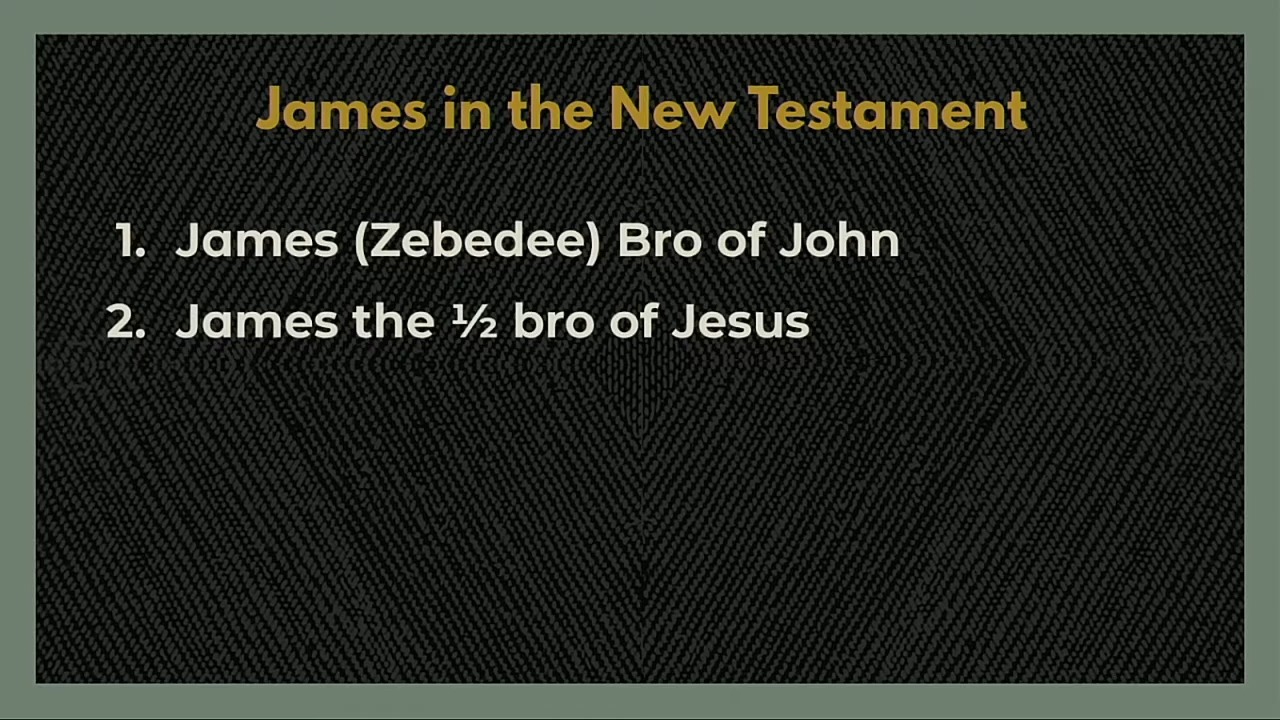 James in the New Testament
1. James (Zebedee) Bro of John
2. James the ½ bro of Jesus